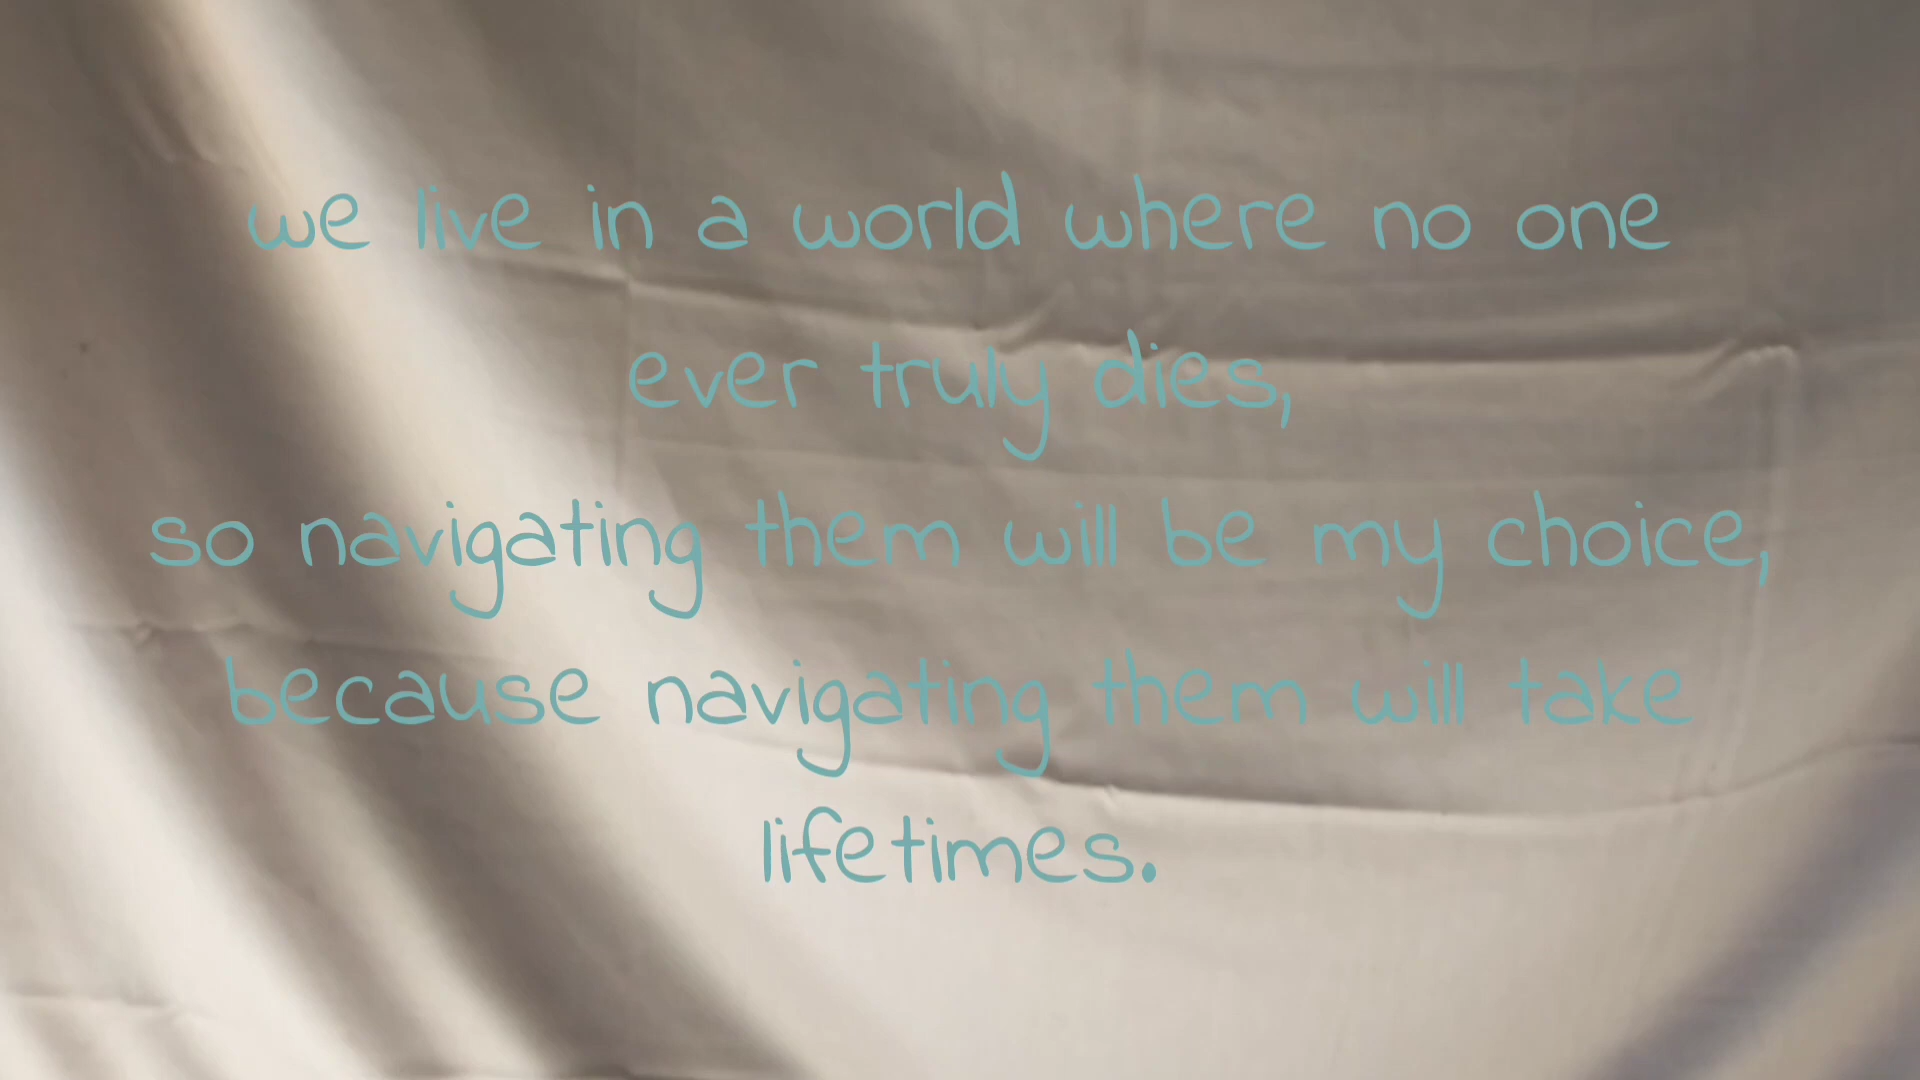 we live in a world where no one
ever truly dies,
so navigating them will be my choice,
because navigating them will take
lifetimes.